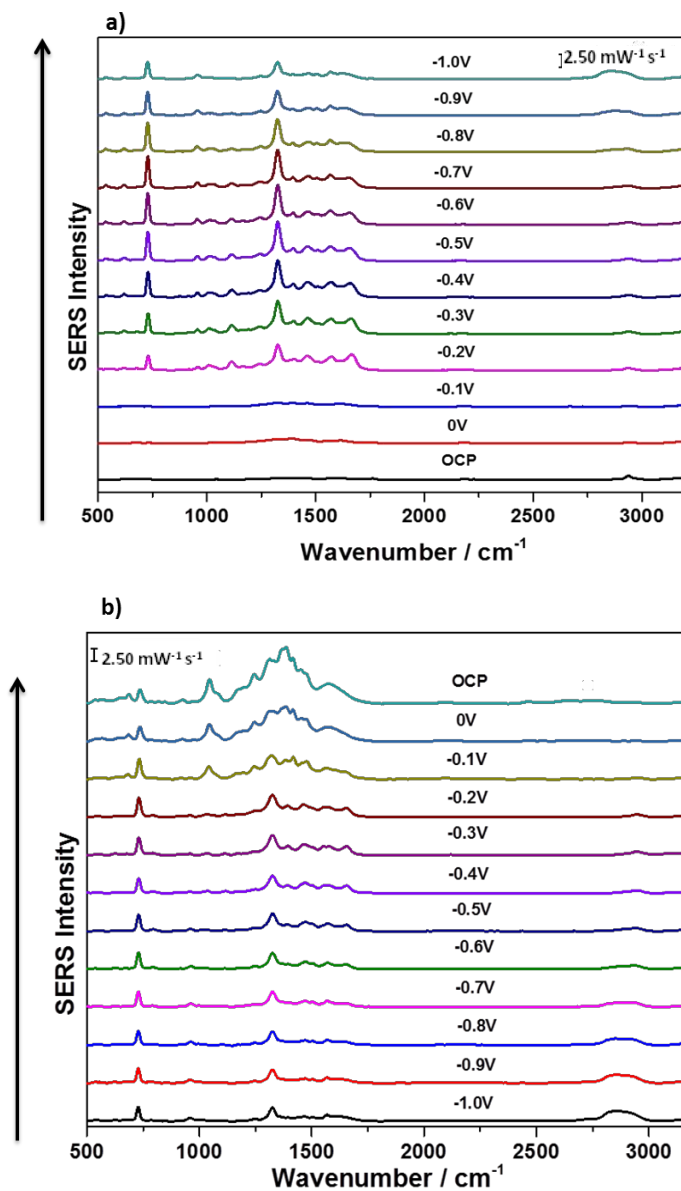 a)
]2.50 mW-1 s-1
-1.0V
-0.9V
-0.8V
-0.7V
-0.6V
-0.5V
-0.4V
-0.3V
-0.2V
-0.1V
0V
OCP
SERS Intensity
500 1000 1500 2000 2500 3000
Wavenumber / cm-1
b)
2.50 mW-1 s-1
OCP
0V
-0.1V
-0.2V
-0.3V
-0.4V
-0.5V
-0.6V
-0.7V
-0.8V
-0.9V
-1.0V
SERS Intensity
500 1000 1500 2000 2500 3000
Wavenumber / cm-1